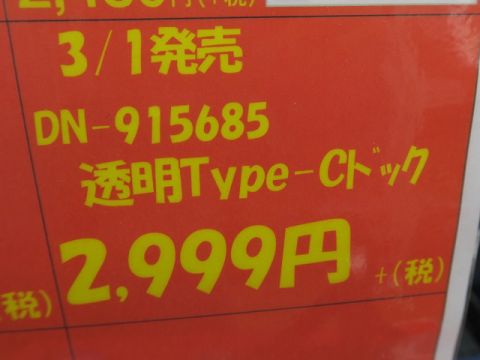 3/1発売
DN-915685
透明Type-Cドック
2,999円 +(税)
(税)